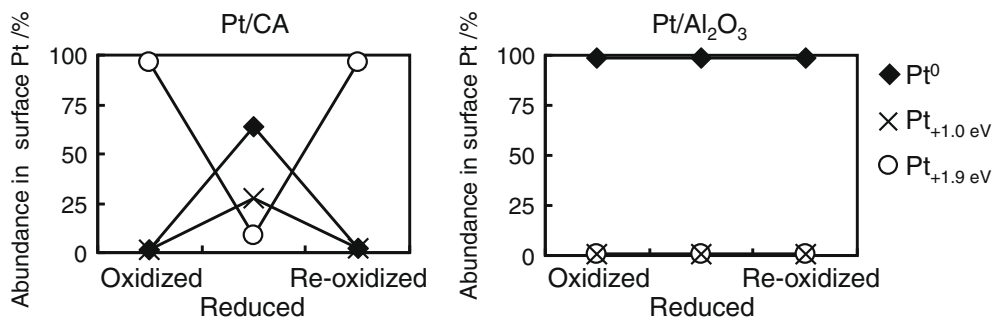 Pt/CA
Abundance in surface Pt /%
100
75
50
25
0
Oxidized
Reduced
Re-oxidized
Pt/Al₂O₃
Abundance in surface Pt /%
100
75
50
25
0
Oxidized
Reduced
Re-oxidized
Pt⁰
Pt+1.0 eV
Pt+1.9 eV